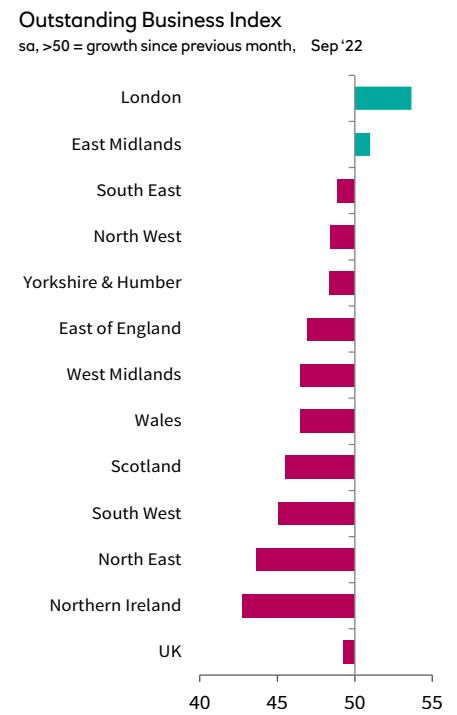 Outstanding Business Index
sa, >50 = growth since previous month, Sep ‘22
London
East Midlands
South East
North West
Yorkshire & Humber
East of England
West Midlands
Wales
Scotland
South West
North East
Northern Ireland
UK
40 45 50 55